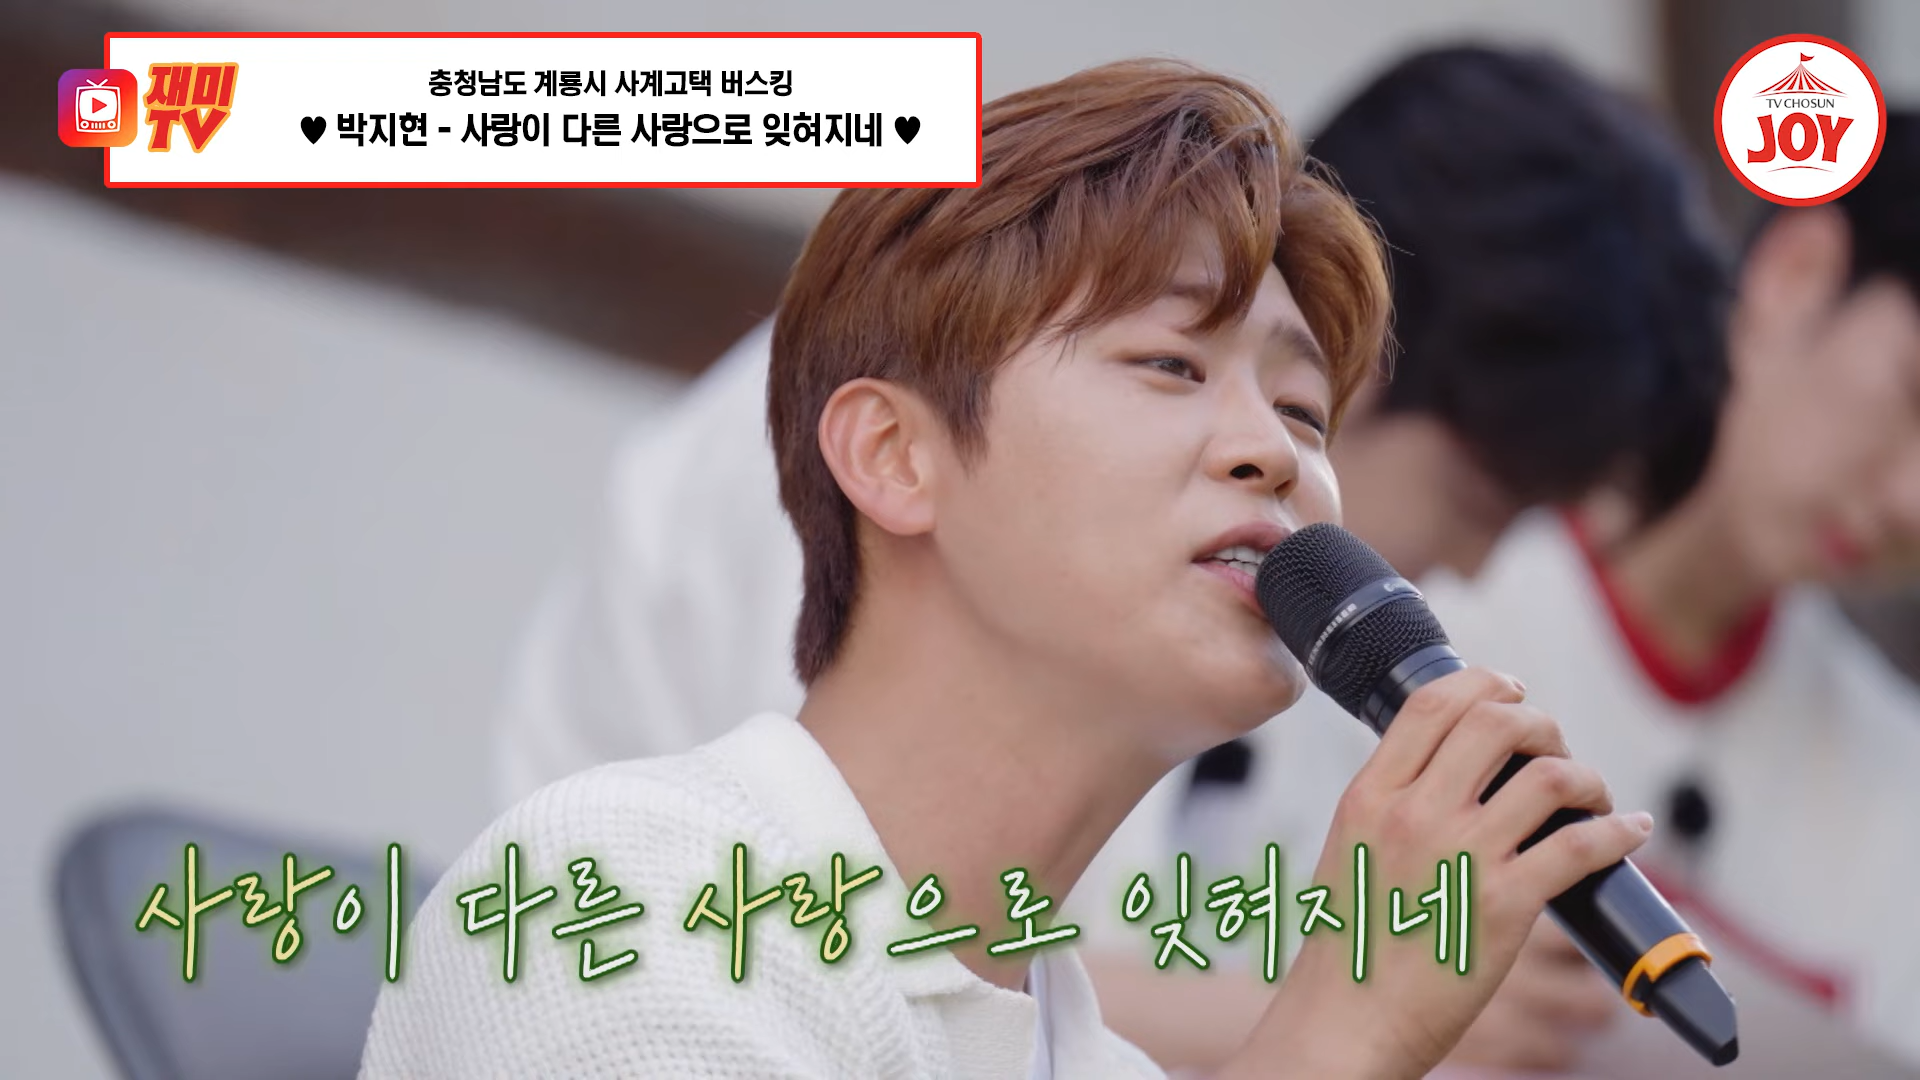 재미
TV
충청남도 계룡시 사계고택 버스킹
♥ 박지현 - 사랑이 다른 사랑으로 잊혀지네 ♥
TV CHOSUN
JOY
SENNHEISER
사랑이 다른 사랑으로 잊혀지네